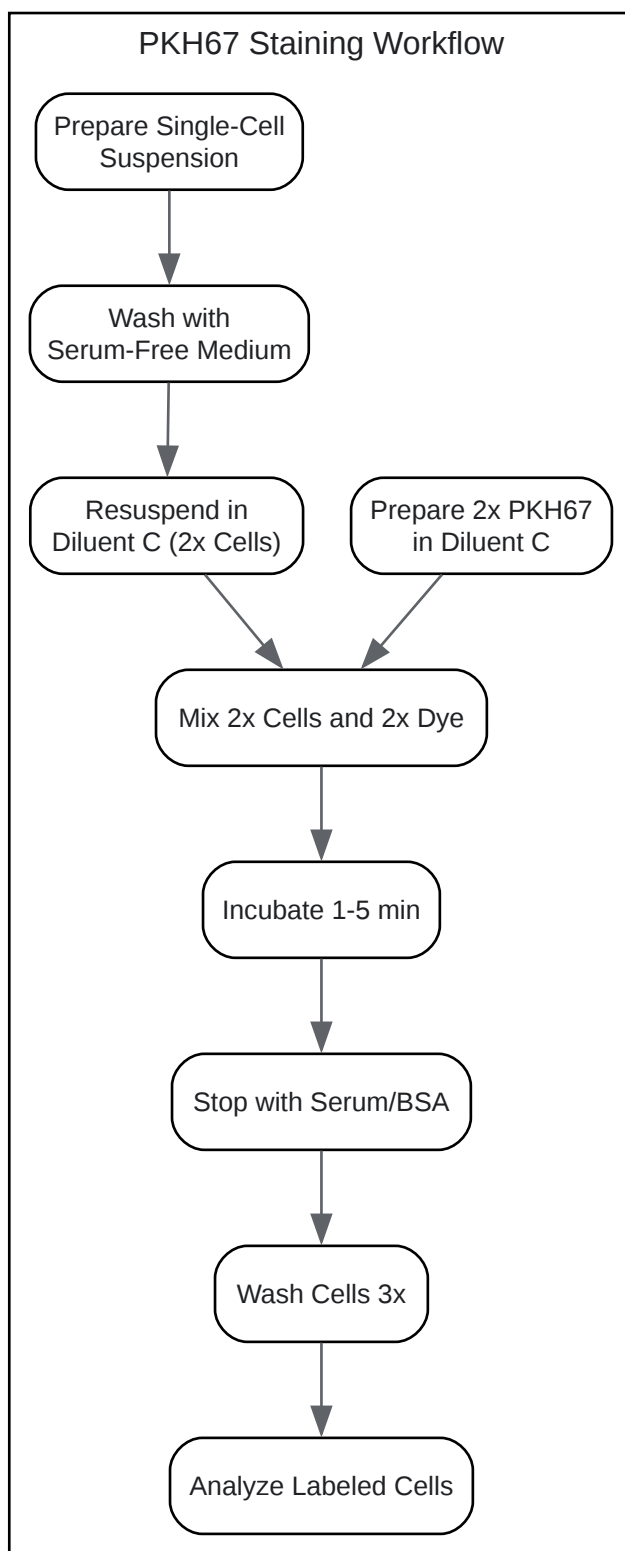 PKH67 Staining Workflow
Prepare Single-Cell
Suspension
Wash with
Serum-Free Medium
Resuspend in
Diluent C (2x Cells)
Prepare 2x PKH67
in Diluent C
Mix 2x Cells and 2x Dye
Incubate 1-5 min
Stop with Serum/BSA
Wash Cells 3x
Analyze Labeled Cells